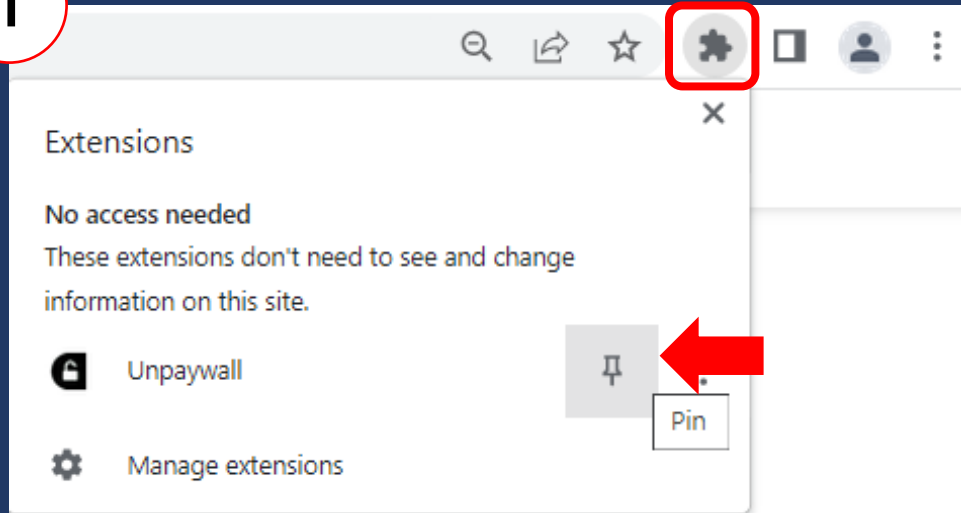 1
Extensions
No access needed
These extensions don't need to see and change
information on this site.
Unpaywall
Pin
Manage extensions